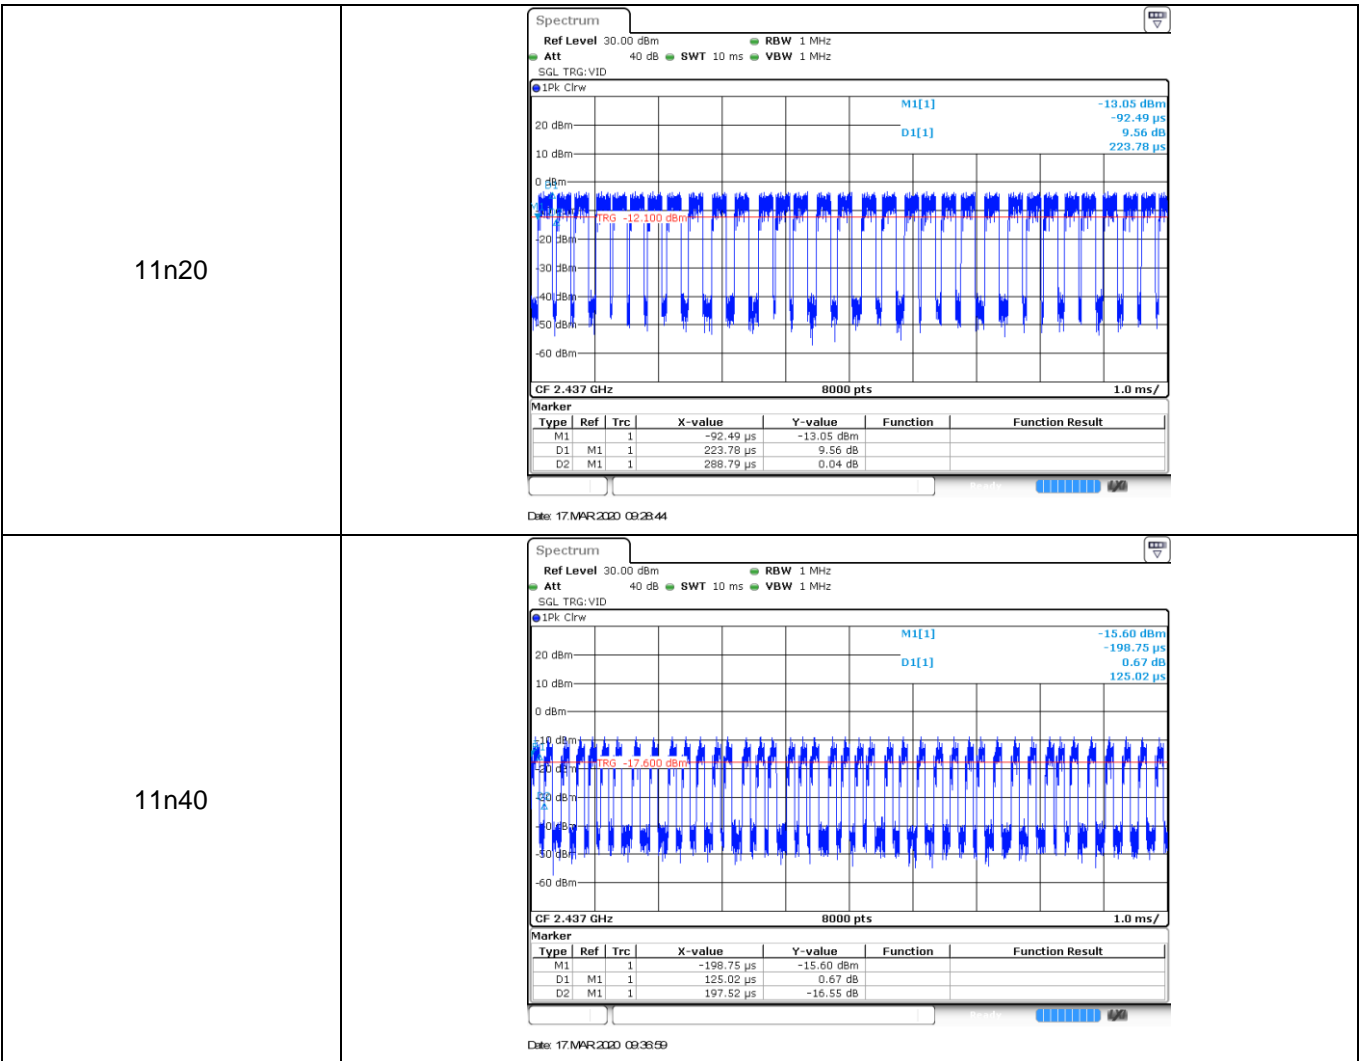 11n20
Spectrum
Ref Level 30.00 dBm RBW 1 MHz
Att 40 dB SWT 10 ms VBW 1 MHz
SGL TRG:VID
1Pk Clrw
M1[1] -13.05 dBm
-92.49 µs
20 dBm
D1[1] 9.56 dB
223.78 µs
10 dBm
0 dBm
D1
TRG -12.100 dBm
-20 dBm
-30 dBm
-40 dBm
-50 dBm
-60 dBm
CF 2.437 GHz 8000 pts 1.0 ms/
Marker
Type Ref Trc X-value Y-value Function Function Result
M1 1 -92.49 µs -13.05 dBm
D1 M1 1 223.78 µs 9.56 dB
D2 M1 1 288.79 µs 0.04 dB
Ready
Date: 17.MAR.2020 09:28:44
11n40
Spectrum
Ref Level 30.00 dBm RBW 1 MHz
Att 40 dB SWT 10 ms VBW 1 MHz
SGL TRG:VID
1Pk Clrw
M1[1] -15.60 dBm
-198.75 µs
20 dBm
D1[1] 0.67 dB
125.02 µs
10 dBm
0 dBm
-10 dBm
TRG -17.600 dBm
-20 dBm
-30 dBm
-50 dBm
-60 dBm
CF 2.437 GHz 8000 pts 1.0 ms/
Marker
Type Ref Trc X-value Y-value Function Function Result
M1 1 -198.75 µs -15.60 dBm
D1 M1 1 125.02 µs 0.67 dB
D2 M1 1 197.52 µs -16.55 dB
Ready
Date: 17.MAR.2020 09:36:59